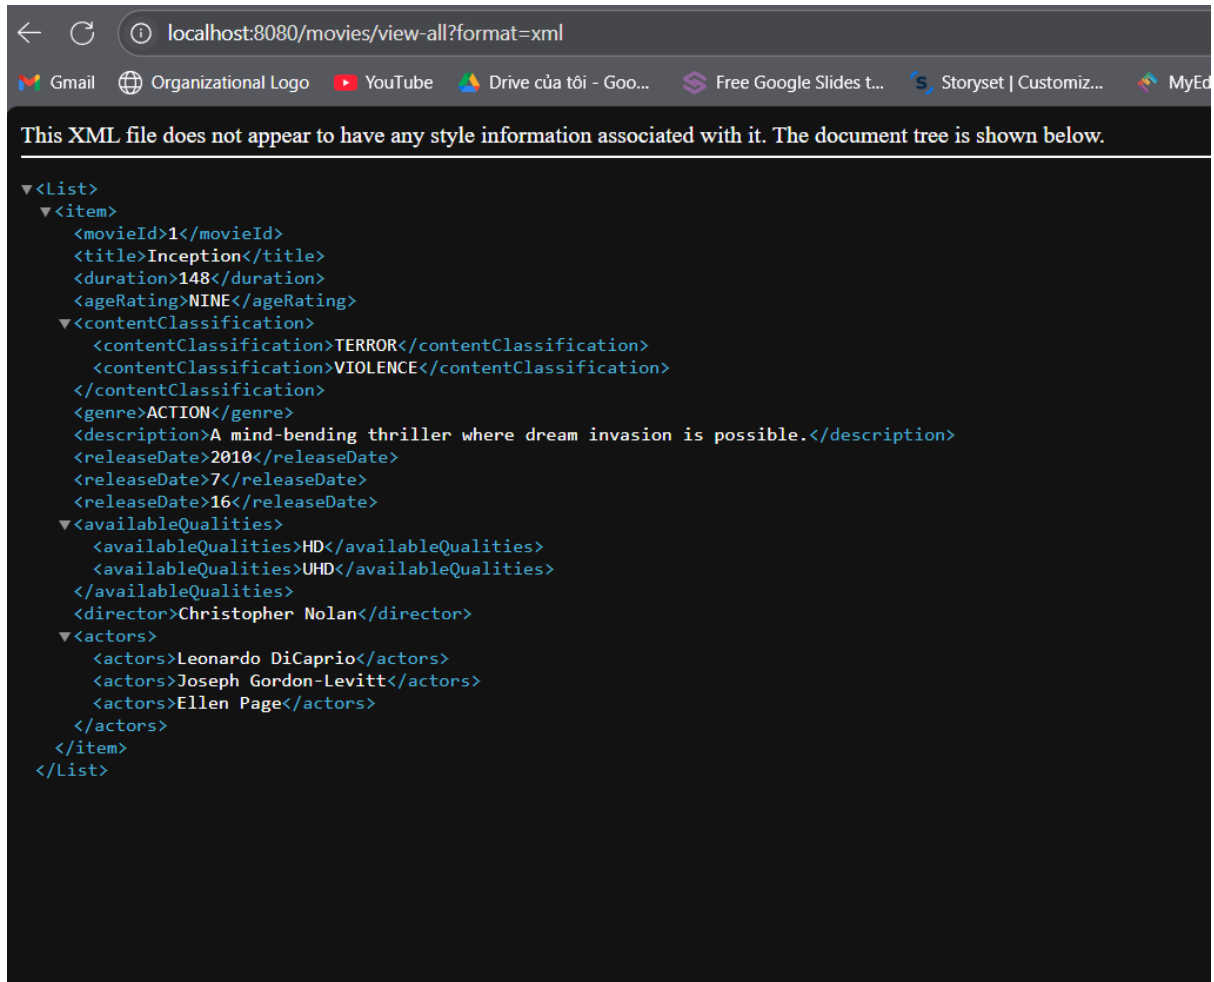 localhost:8080/movies/view-all?format=xml
Gmail Organizational Logo YouTube Drive của tôi - Goo... Free Google Slides t... Storyset | Customiz... MyEd
This XML file does not appear to have any style information associated with it. The document tree is shown below.
▼<List>
▼<item>
<movieId>1</movieId>
<title>Inception</title>
<duration>148</duration>
<ageRating>NINE</ageRating>
▼<contentClassification>
<contentClassification>TERROR</contentClassification>
<contentClassification>VIOLENCE</contentClassification>
</contentClassification>
<genre>ACTION</genre>
<description>A mind-bending thriller where dream invasion is possible.</description>
<releaseDate>2010</releaseDate>
<releaseDate>7</releaseDate>
<releaseDate>16</releaseDate>
▼<availableQualities>
<availableQualities>HD</availableQualities>
<availableQualities>UHD</availableQualities>
</availableQualities>
<director>Christopher Nolan</director>
▼<actors>
<actors>Leonardo DiCaprio</actors>
<actors>Joseph Gordon-Levitt</actors>
<actors>Ellen Page</actors>
</actors>
</item>
</List>